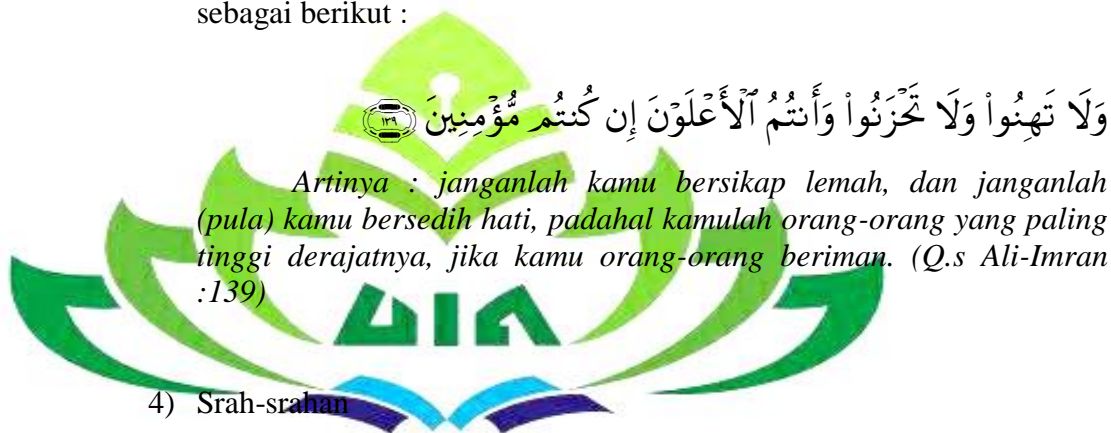 sebagai berikut :
وَلَا تَهِنُواْ وَلَا تَحۡزَنُواْ وَأَنتُمُ ٱلۡأَعۡلَوۡنَ إِن كُنتُم مُّؤۡمِنِينَ ١٣٩
Artinya : janganlah kamu bersikap lemah, dan janganlah
(pula) kamu bersedih hati, padahal kamulah orang-orang yang paling
tinggi derajatnya, jika kamu orang-orang beriman. (Q.s Ali-Imran
:139)
4) Srah-srahan